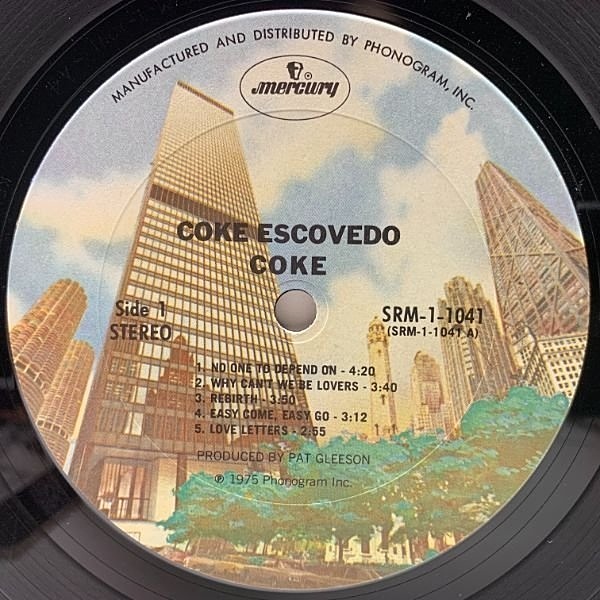 MANUFACTURED AND DISTRIBUTED BY PHONOGRAM, INC.
mercury
COKE ESCOVEDO
COKE
Side 1
STEREO
SRM-1-1041
(SRM-1-1041 A)
1. NO ONE TO DEPEND ON - 4:20
2. WHY CAN'T WE BE LOVERS - 3:40
3. REBIRTH - 3:50
4. EASY COME, EASY GO - 3:12
5. LOVE LETTERS - 2:55
PRODUCED BY PAT GLEESON
℗ 1975 Phonogram Inc.